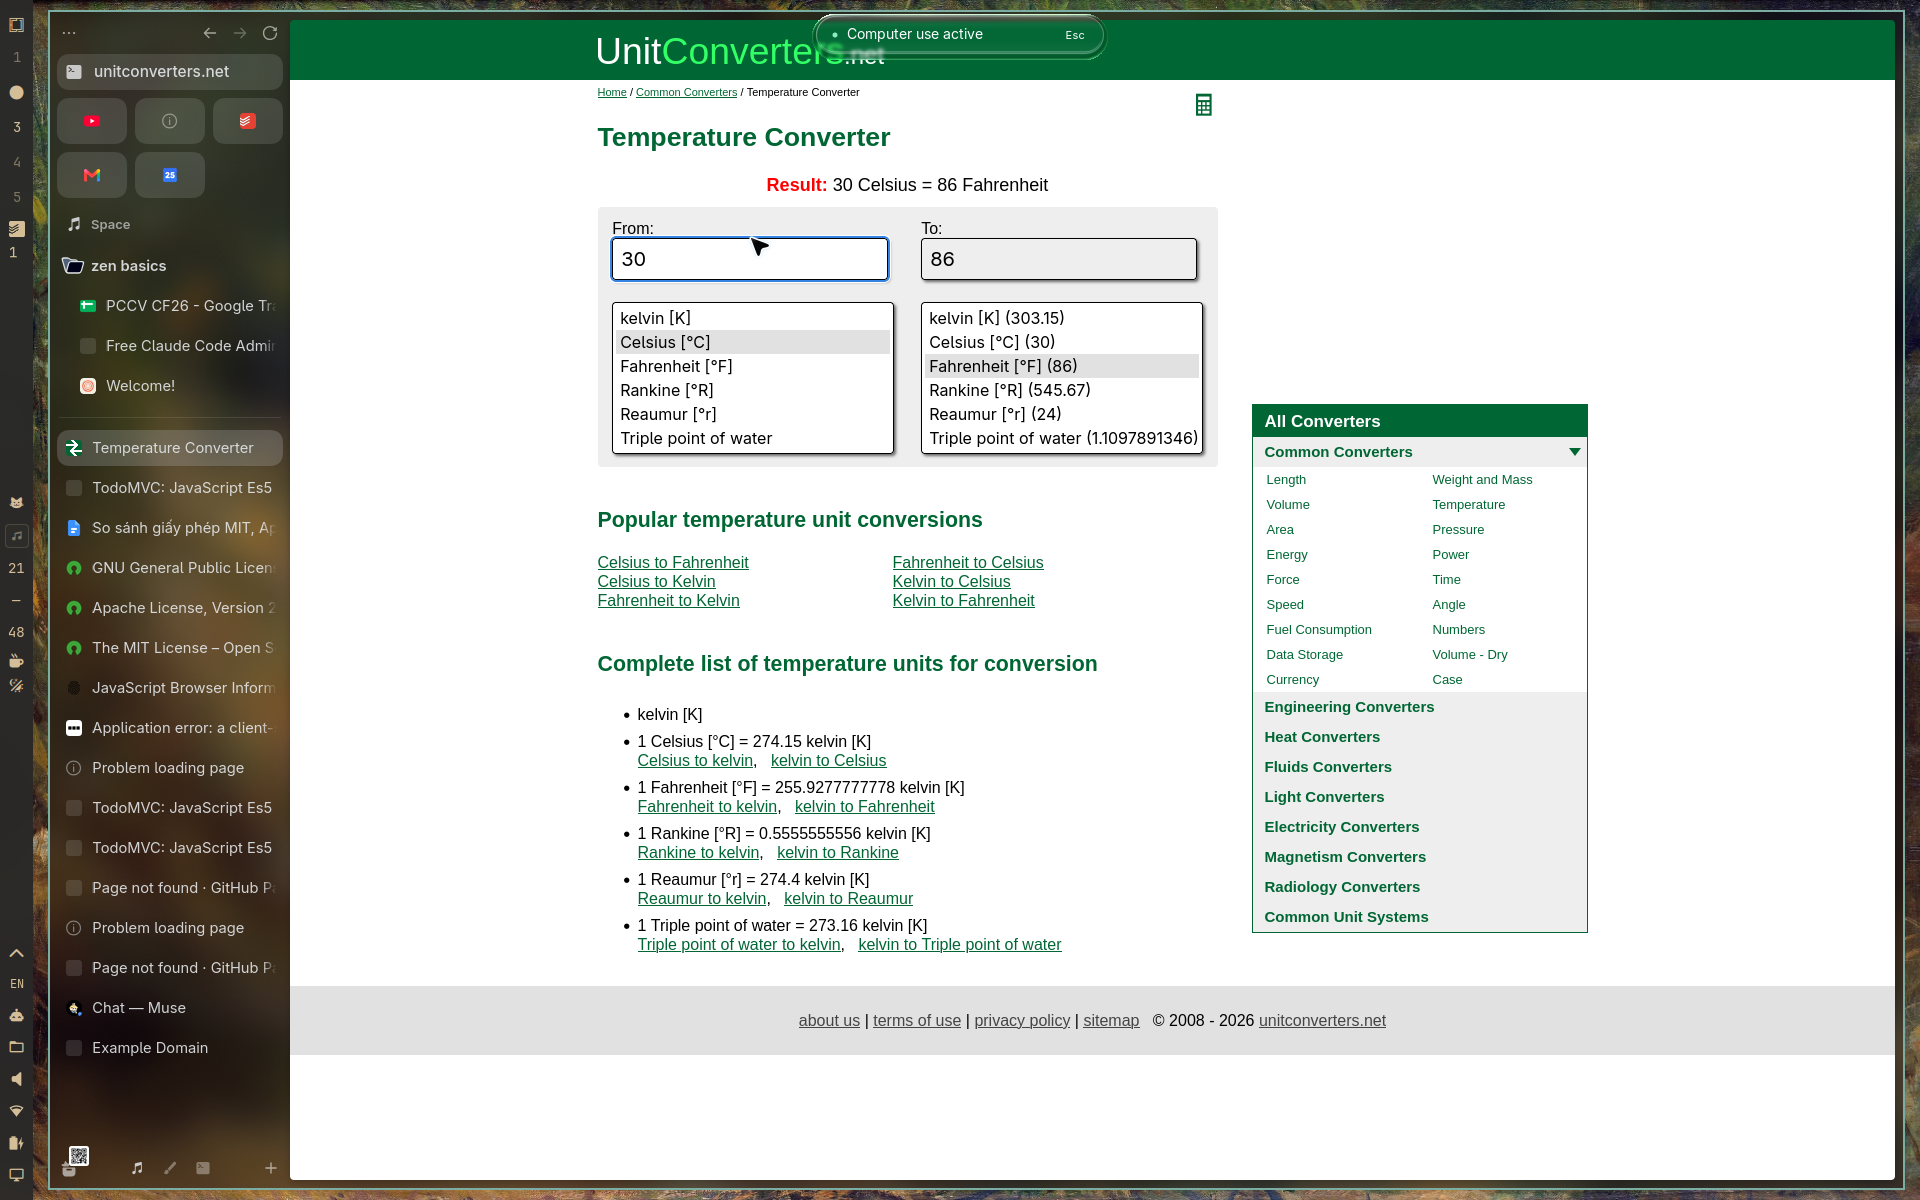 Computer use active Esc
1
3
4
5
1
21
48
EN
unitconverters.net
25
Space
zen basics
PCCV CF26 - Google Tra
Free Claude Code Admi
Welcome!
Temperature Converter
TodoMVC: JavaScript Es5
So sánh giấy phép MIT, Ap
GNU General Public Licen
Apache License, Version 2
The MIT License – Open S
JavaScript Browser Inform
Application error: a client-
Problem loading page
TodoMVC: JavaScript Es5
TodoMVC: JavaScript Es5
Page not found · GitHub Pa
Problem loading page
Page not found · GitHub Pa
Chat — Muse
Example Domain
UnitConverters.net
Home / Common Converters / Temperature Converter
Temperature Converter
Result: 30 Celsius = 86 Fahrenheit
From:
30
kelvin [K]
Celsius [°C]
Fahrenheit [°F]
Rankine [°R]
Reaumur [°r]
Triple point of water
To:
86
kelvin [K] (303.15)
Celsius [°C] (30)
Fahrenheit [°F] (86)
Rankine [°R] (545.67)
Reaumur [°r] (24)
Triple point of water (1.1097891346)
Popular temperature unit conversions
Celsius to Fahrenheit Fahrenheit to Celsius
Celsius to Kelvin Kelvin to Celsius
Fahrenheit to Kelvin Kelvin to Fahrenheit
Complete list of temperature units for conversion
kelvin [K]
1 Celsius [°C] = 274.15 kelvin [K]
Celsius to kelvin, kelvin to Celsius
1 Fahrenheit [°F] = 255.9277777778 kelvin [K]
Fahrenheit to kelvin, kelvin to Fahrenheit
1 Rankine [°R] = 0.5555555556 kelvin [K]
Rankine to kelvin, kelvin to Rankine
1 Reaumur [°r] = 274.4 kelvin [K]
Reaumur to kelvin, kelvin to Reaumur
1 Triple point of water = 273.16 kelvin [K]
Triple point of water to kelvin, kelvin to Triple point of water
All Converters
Common Converters
Length Weight and Mass
Volume Temperature
Area Pressure
Energy Power
Force Time
Speed Angle
Fuel Consumption Numbers
Data Storage Volume - Dry
Currency Case
Engineering Converters
Heat Converters
Fluids Converters
Light Converters
Electricity Converters
Magnetism Converters
Radiology Converters
Common Unit Systems
about us | terms of use | privacy policy | sitemap © 2008 - 2026 unitconverters.net